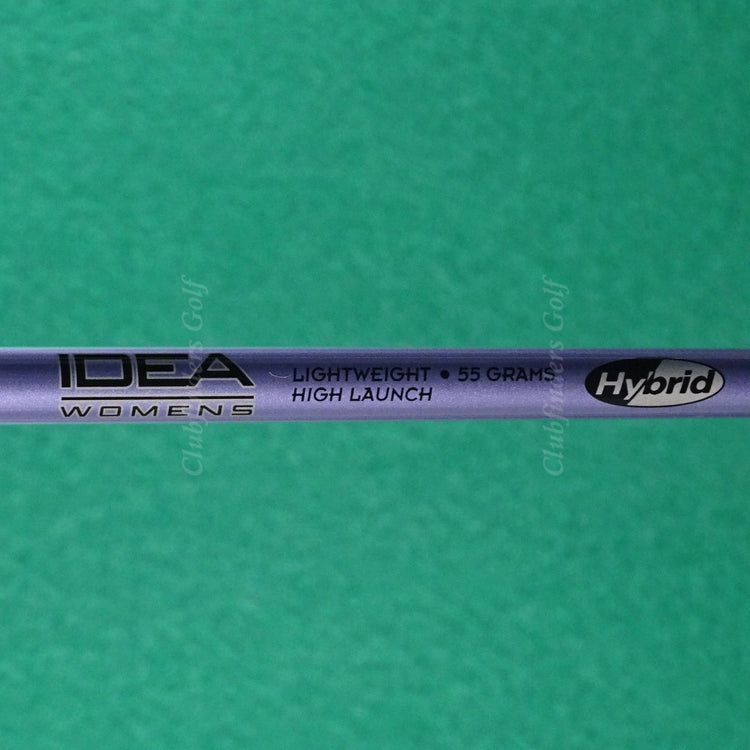 IDEA
WOMENS
LIGHTWEIGHT • 55 GRAMS
HIGH LAUNCH
Hybrid
Clubfinders Golf
Clubfinders Golf